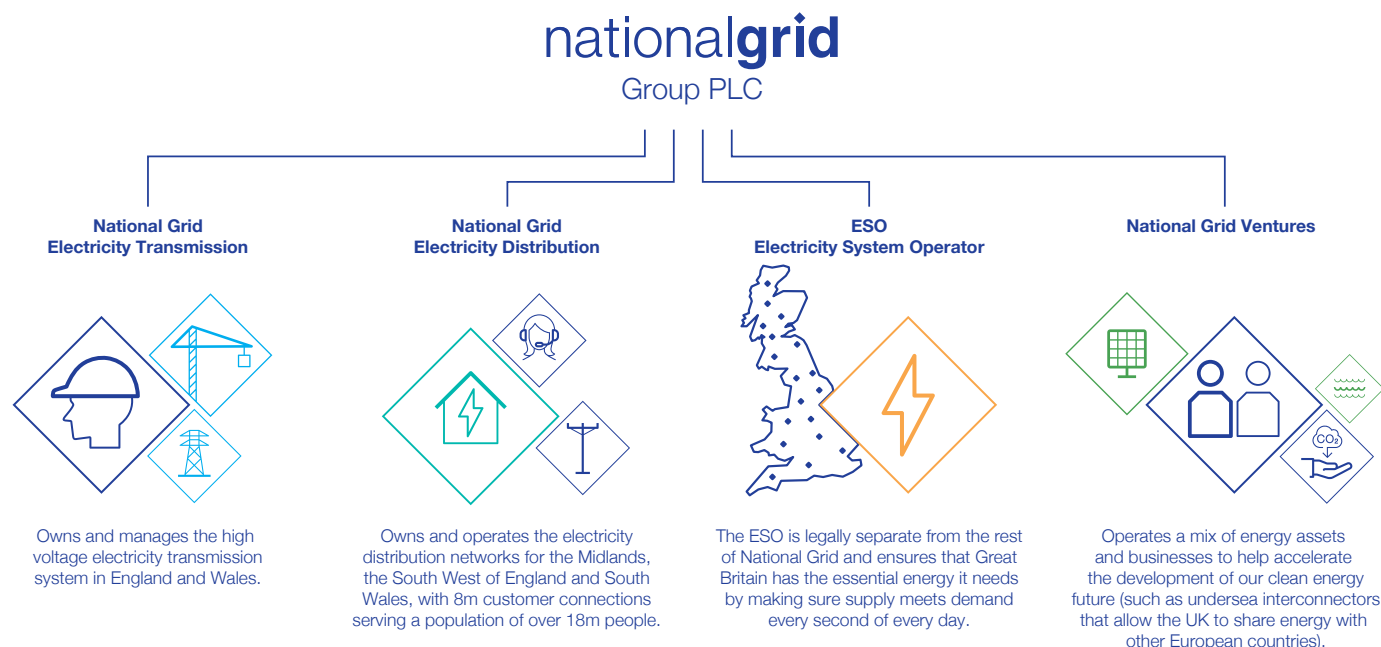 nationalgrid
Group PLC
National Grid
Electricity Transmission
Owns and manages the high
voltage electricity transmission
system in England and Wales.
National Grid
Electricity Distribution
Owns and operates the electricity
distribution networks for the Midlands,
the South West of England and South
Wales, with 8m customer connections
serving a population of over 18m people.
ESO
Electricity System Operator
The ESO is legally separate from the rest
of National Grid and ensures that Great
Britain has the essential energy it needs
by making sure supply meets demand
every second of every day.
National Grid Ventures
CO₂
Operates a mix of energy assets
and businesses to help accelerate
the development of our clean energy
future (such as undersea interconnectors
that allow the UK to share energy with
other European countries).